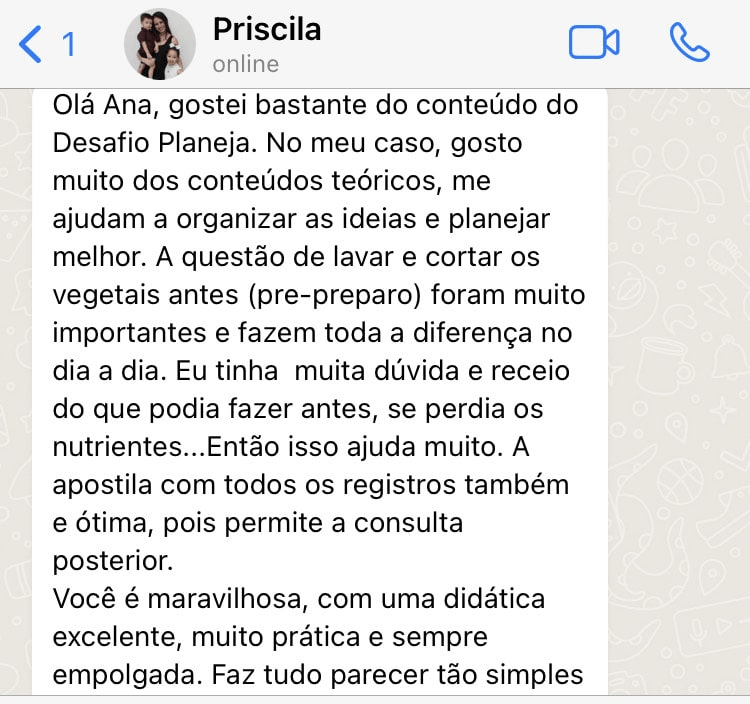 1
Priscila
online
Olá Ana, gostei bastante do conteúdo do
Desafio Planeja. No meu caso, gosto
muito dos conteúdos teóricos, me
ajudam a organizar as ideias e planejar
melhor. A questão de lavar e cortar os
vegetais antes (pre-preparo) foram muito
importantes e fazem toda a diferença no
dia a dia. Eu tinha  muita dúvida e receio
do que podia fazer antes, se perdia os
nutrientes...Então isso ajuda muito. A
apostila com todos os registros também
e ótima, pois permite a consulta
posterior.
Você é maravilhosa, com uma didática
excelente, muito prática e sempre
empolgada. Faz tudo parecer tão simples